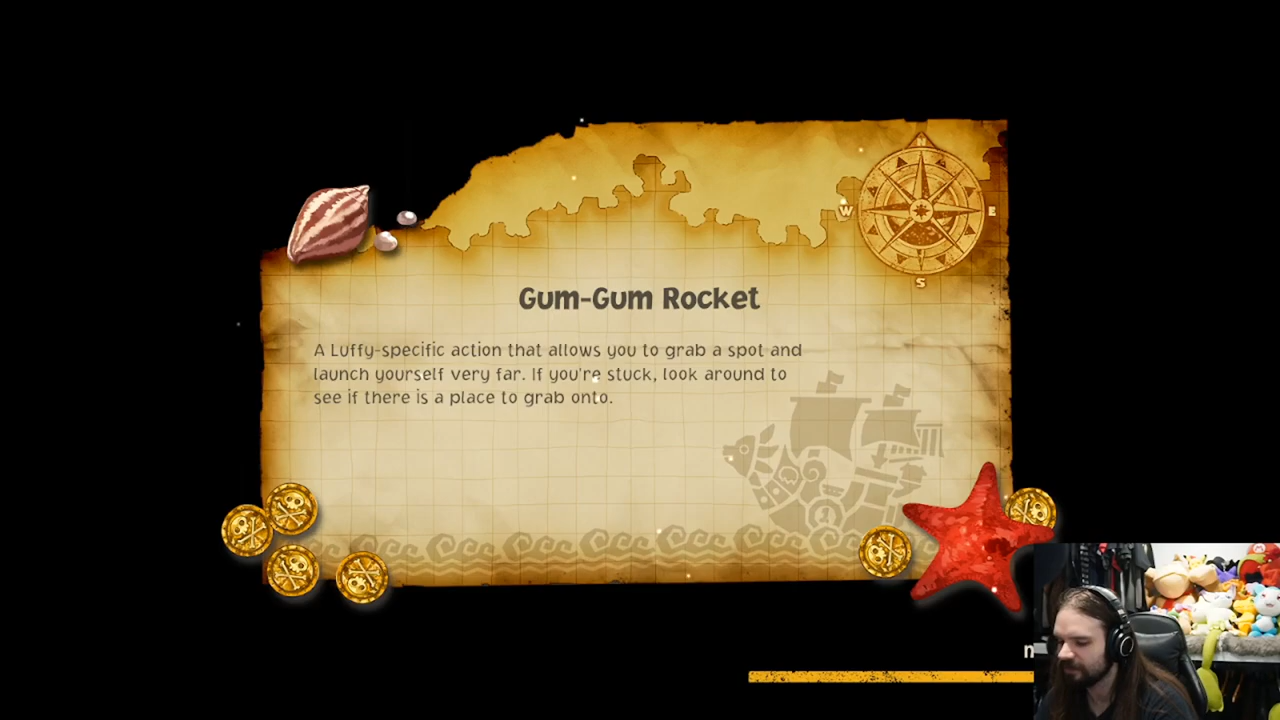 N
W
E
S
Gum-Gum Rocket
A Luffy-specific action that allows you to grab a spot and
launch yourself very far. If you're stuck, look around to
see if there is a place to grab onto.
1